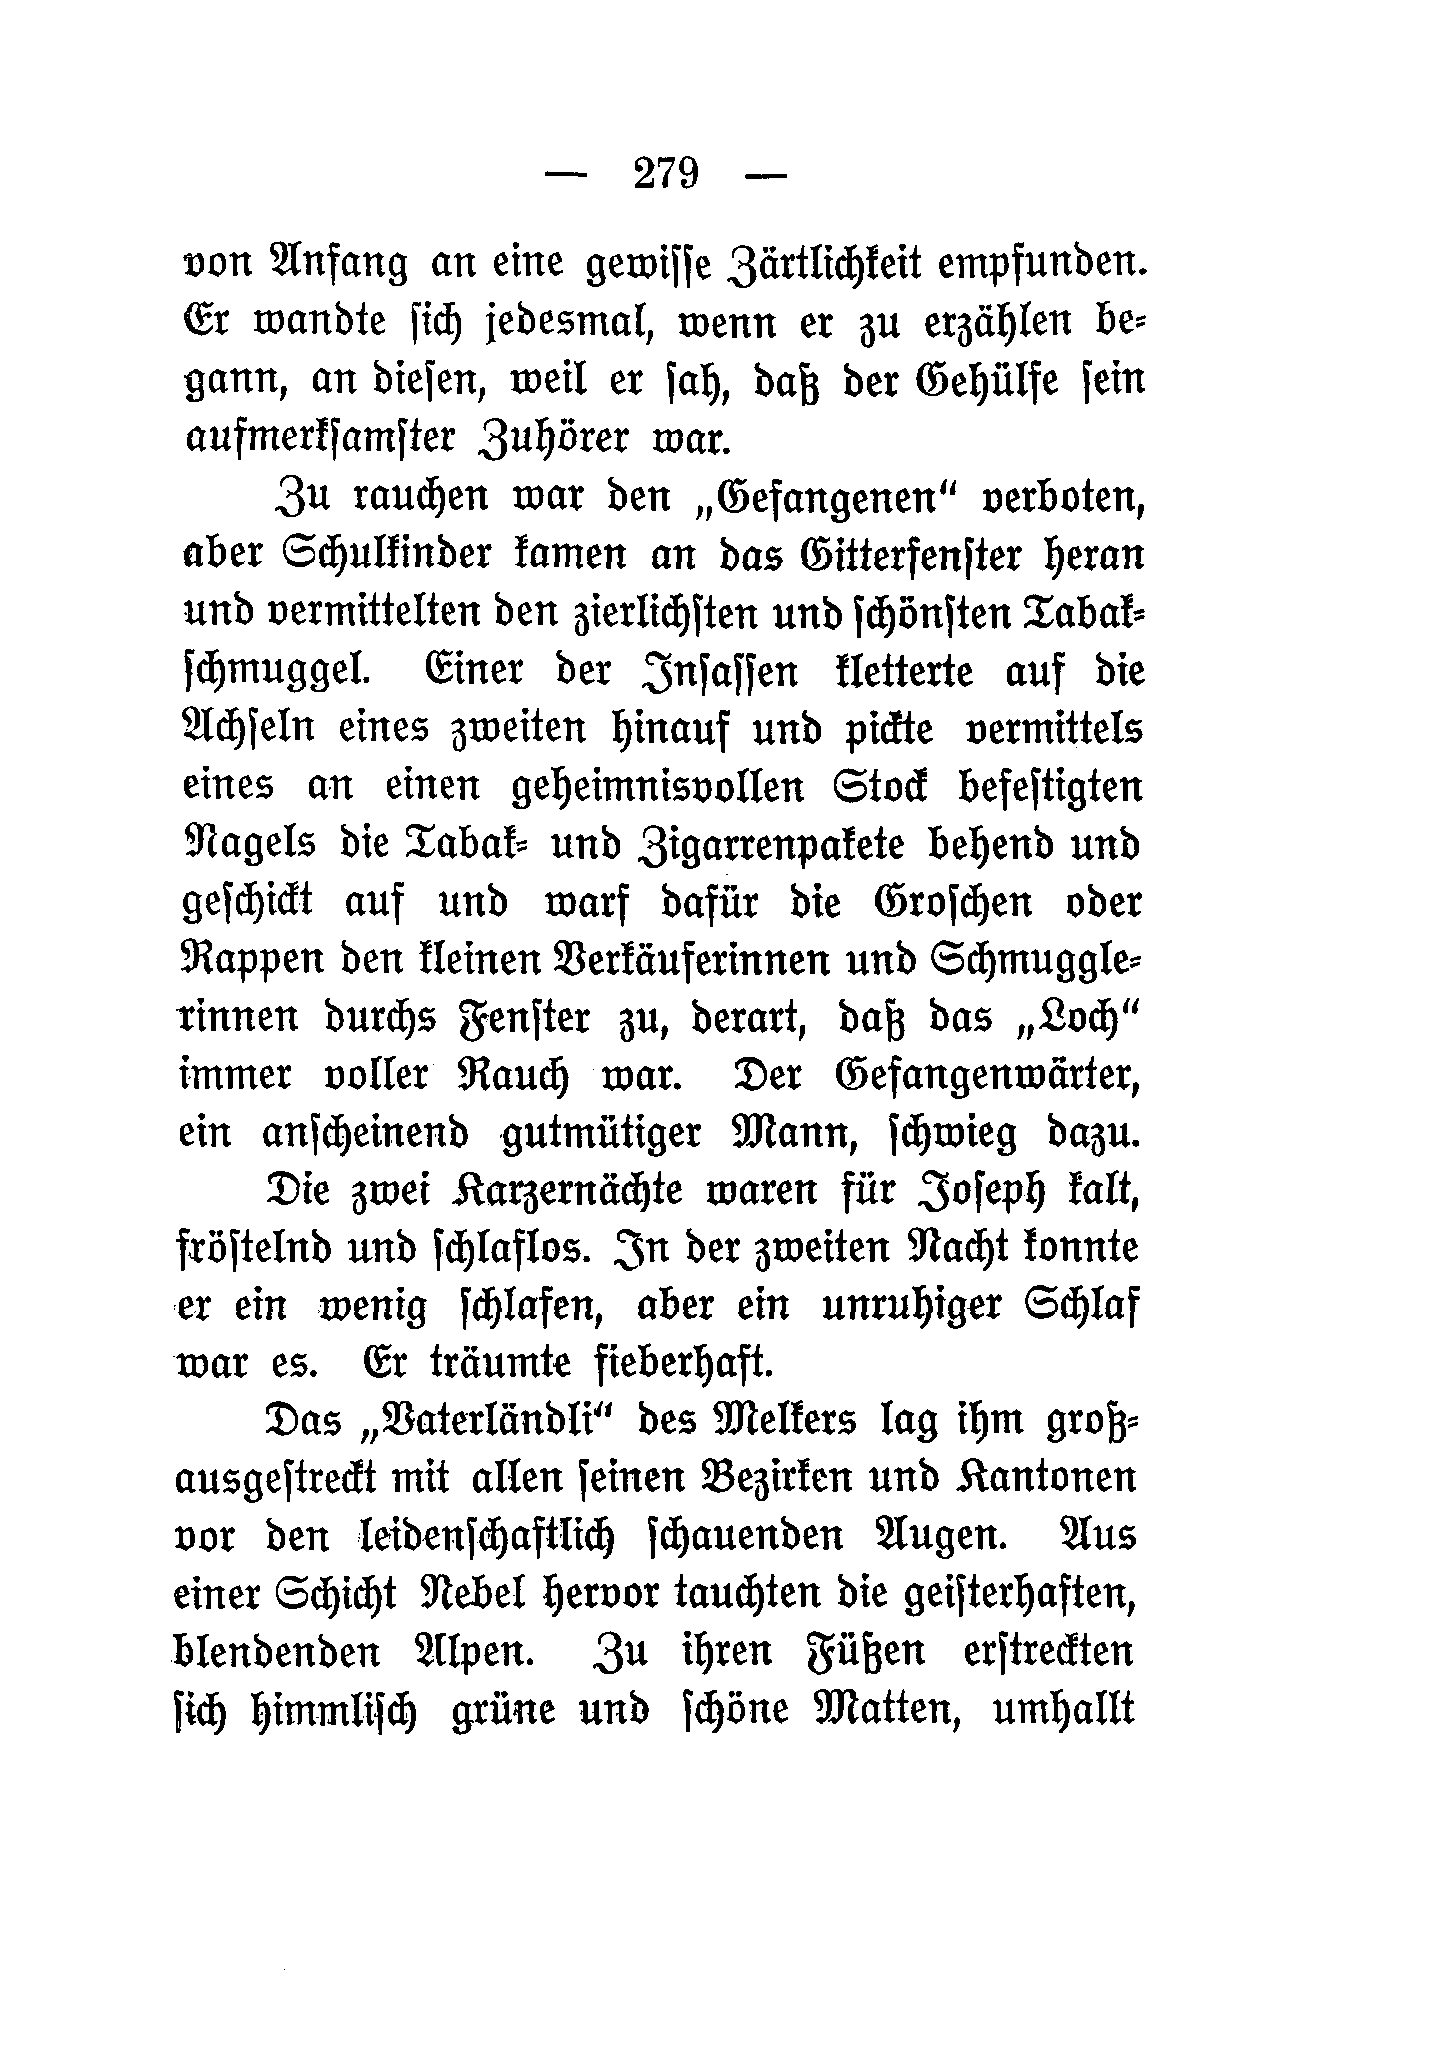 — 279 —
von Anfang an eine gewisse Zärtlichkeit empfunden.
Er wandte sich jedesmal, wenn er zu erzählen be-
gann, an diesen, weil er sah, daß der Gehülfe sein
aufmerksamster Zuhörer war.
Zu rauchen war den „Gefangenen“ verboten,
aber Schulkinder kamen an das Gitterfenster heran
und vermittelten den zierlichsten und schönsten Tabak-
schmuggel. Einer der Insassen kletterte auf die
Achseln eines zweiten hinauf und pickte vermittels
eines an einen geheimnisvollen Stock befestigten
Nagels die Tabak- und Zigarrenpakete behend und
geschickt auf und warf dafür die Groschen oder
Rappen den kleinen Verkäuferinnen und Schmuggle-
rinnen durchs Fenster zu, derart, daß das „Loch“
immer voller Rauch war. Der Gefangenwärter,
ein anscheinend gutmütiger Mann, schwieg dazu.
Die zwei Karzernächte waren für Joseph kalt,
fröstelnd und schlaflos. In der zweiten Nacht konnte
er ein wenig schlafen, aber ein unruhiger Schlaf
war es. Er träumte fieberhaft.
Das „Vaterländli“ des Melkers lag ihm groß-
ausgestreckt mit allen seinen Bezirken und Kantonen
vor den leidenschaftlich schauenden Augen. Aus
einer Schicht Nebel hervor tauchten die geisterhaften,
blendenden Alpen. Zu ihren Füßen erstreckten
sich himmlisch grüne und schöne Matten, umhallt